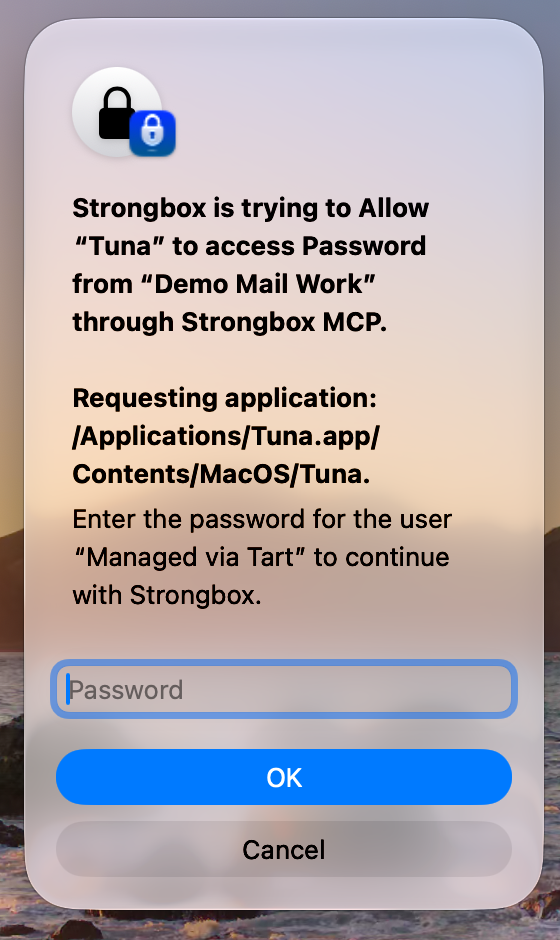 Strongbox is trying to Allow
“Tuna” to access Password
from “Demo Mail Work”
through Strongbox MCP.
Requesting application:
/Applications/Tuna.app/
Contents/MacOS/Tuna.
Enter the password for the user
“Managed via Tart” to continue
with Strongbox.
Password
OK
Cancel